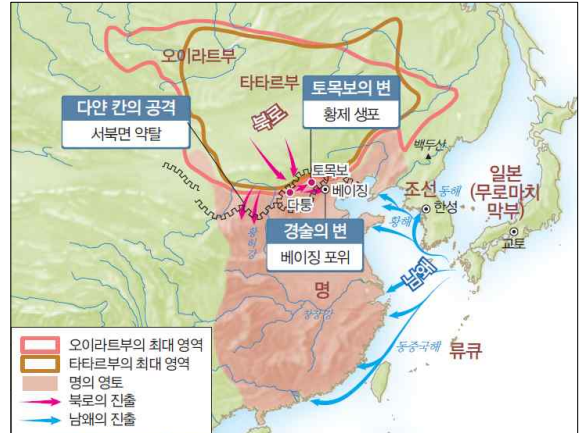 오이라트부
타타르부
다얀 칸의 공격
서북면 약탈
토목보의 변
황제 생포
북로
백두산
토목보
베이징
다퉁
조선
동해
일본
(무로마치
막부)
한성
황해
교토
경술의 변
베이징 포위
황허강
남왜
명
창장강
동중국해
류큐
오이라트부의 최대 영역
타타르부의 최대 영역
명의 영토
북로의 진출
남왜의 진출